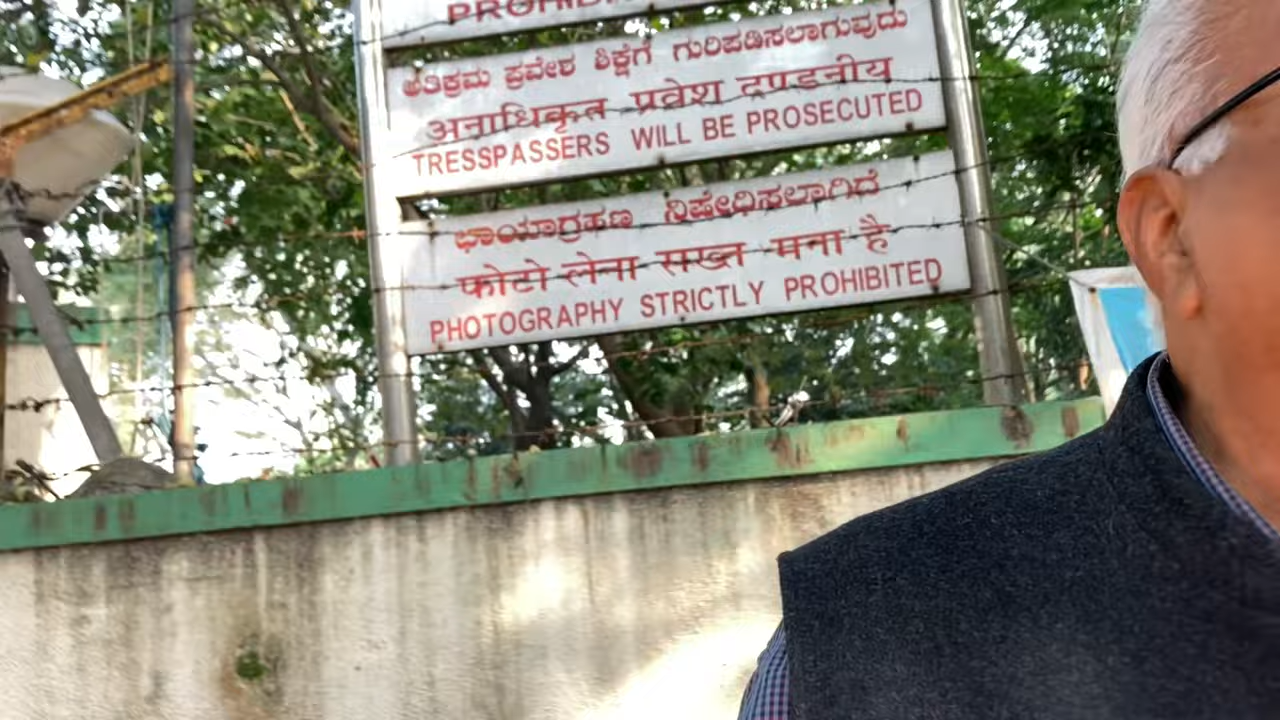 ಅತಿಕ್ರಮ ಪ್ರವೇಶ ಶಿಕ್ಷೆಗೆ ಗುರಿಪಡಿಸಲಾಗುವುದು
अनाधिकृत प्रवेश दण्डनीय
TRESSPASSERS WILL BE PROSECUTED
ಛಾಯಾಗ್ರಹಣ ನಿಷೇಧಿಸಲಾಗಿದೆ
फोटो लेना सख्त मना है
PHOTOGRAPHY STRICTLY PROHIBITED